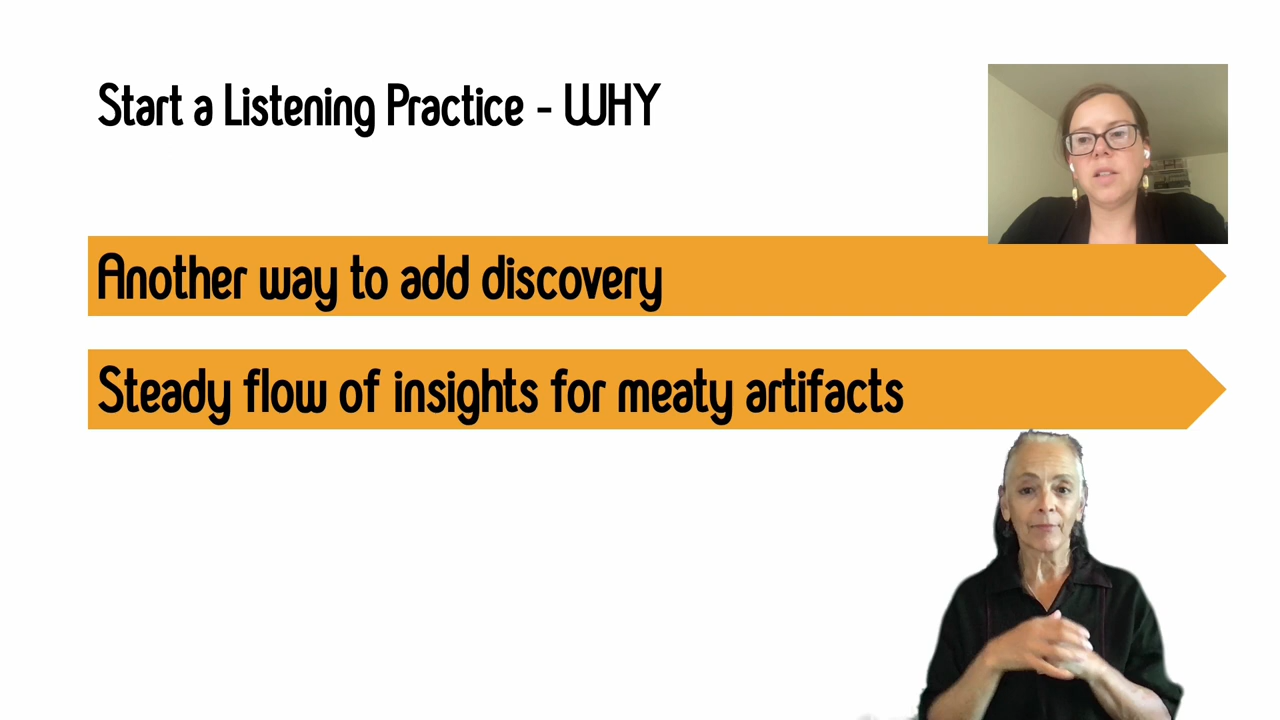 Start a Listening Practice - WHY
Another way to add discovery
Steady flow of insights for meaty artifacts